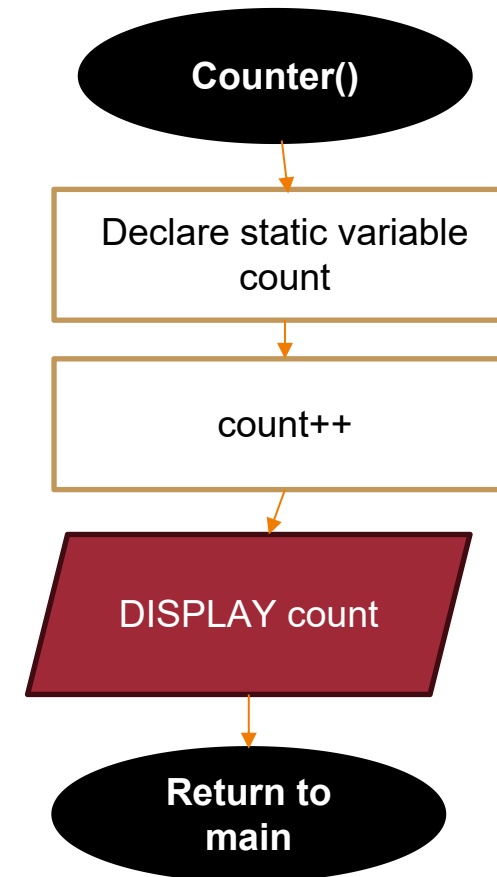 Counter()
Declare static variable
count
count++
DISPLAY count
Return to
main